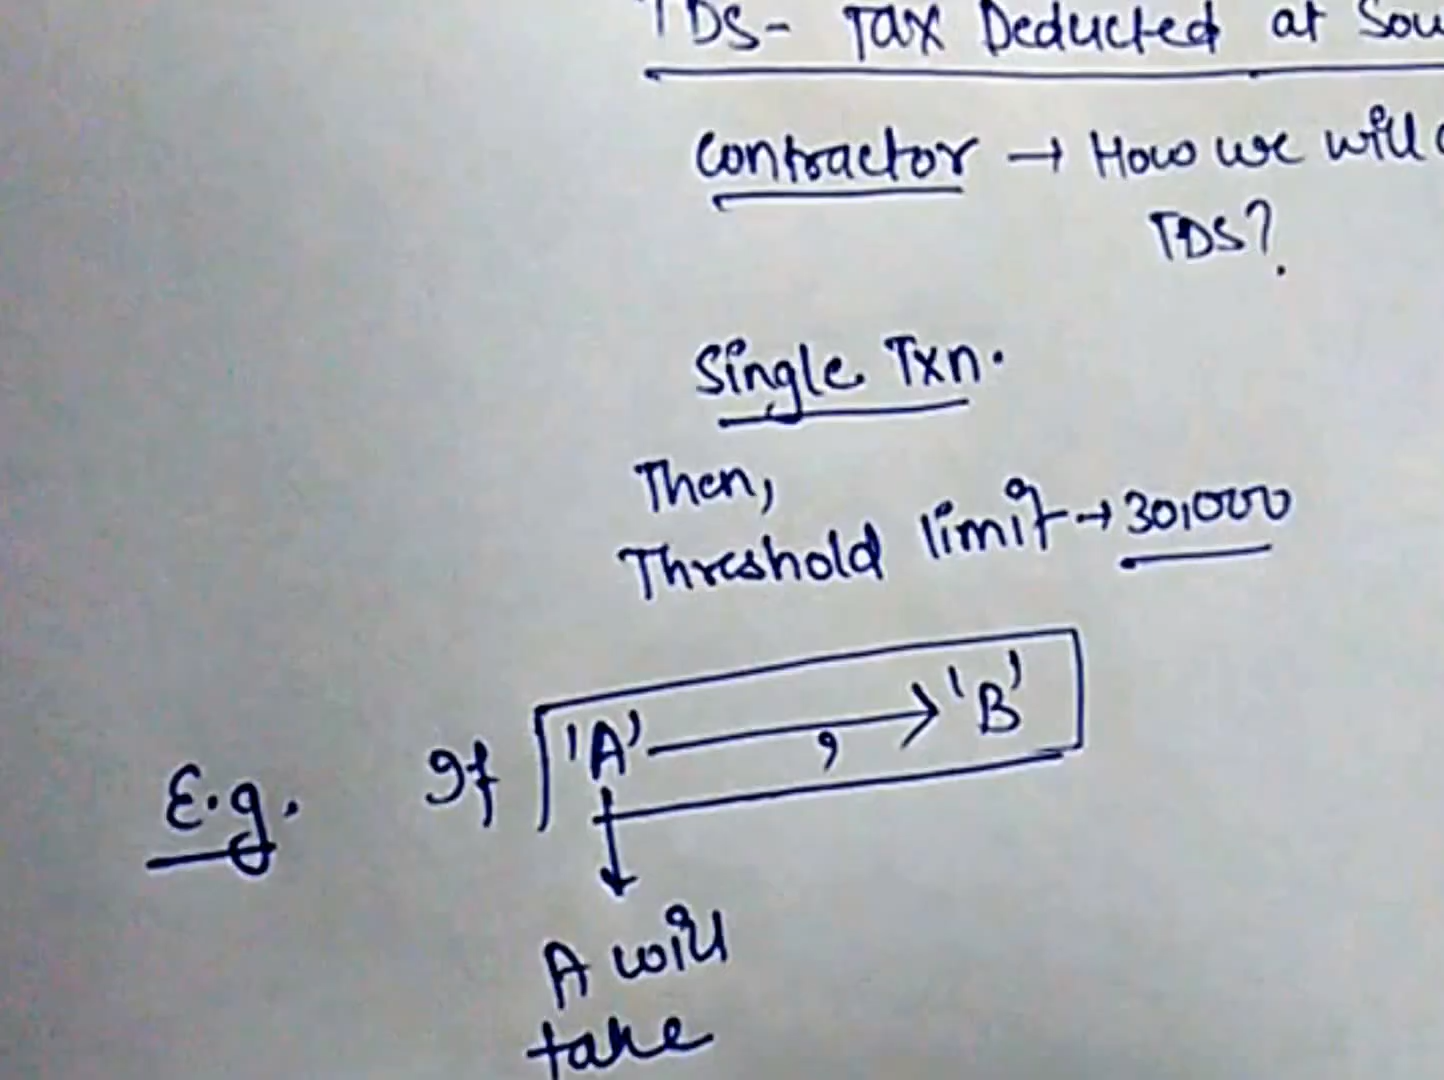 TDS- Tax Deducted at Sou
Contractor → How we will
TDS?
Single Txn.
Then,
Threshold limit → 30,000
E.g. If 'A' → 'B'
A will
take